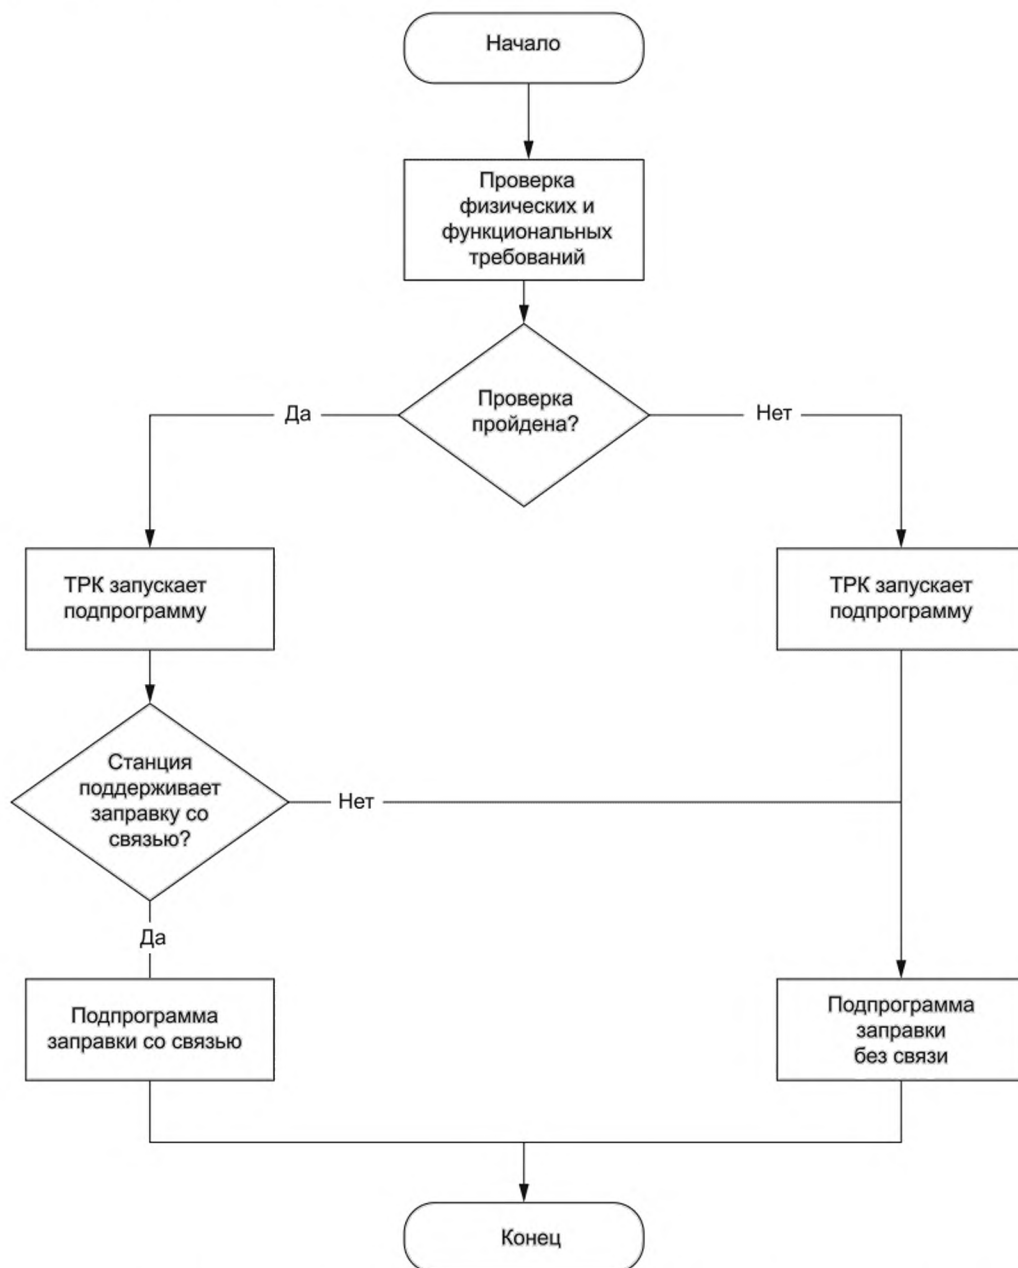 Начало
Проверка
физических и
функциональных
требований
Проверка
пройдена?
Да
Нет
ТРК запускает
подпрограмму
ТРК запускает
подпрограмму
Станция
поддерживает
заправку со
связью?
Нет
Да
Подпрограмма
заправки со связью
Подпрограмма
заправки
без связи
Конец